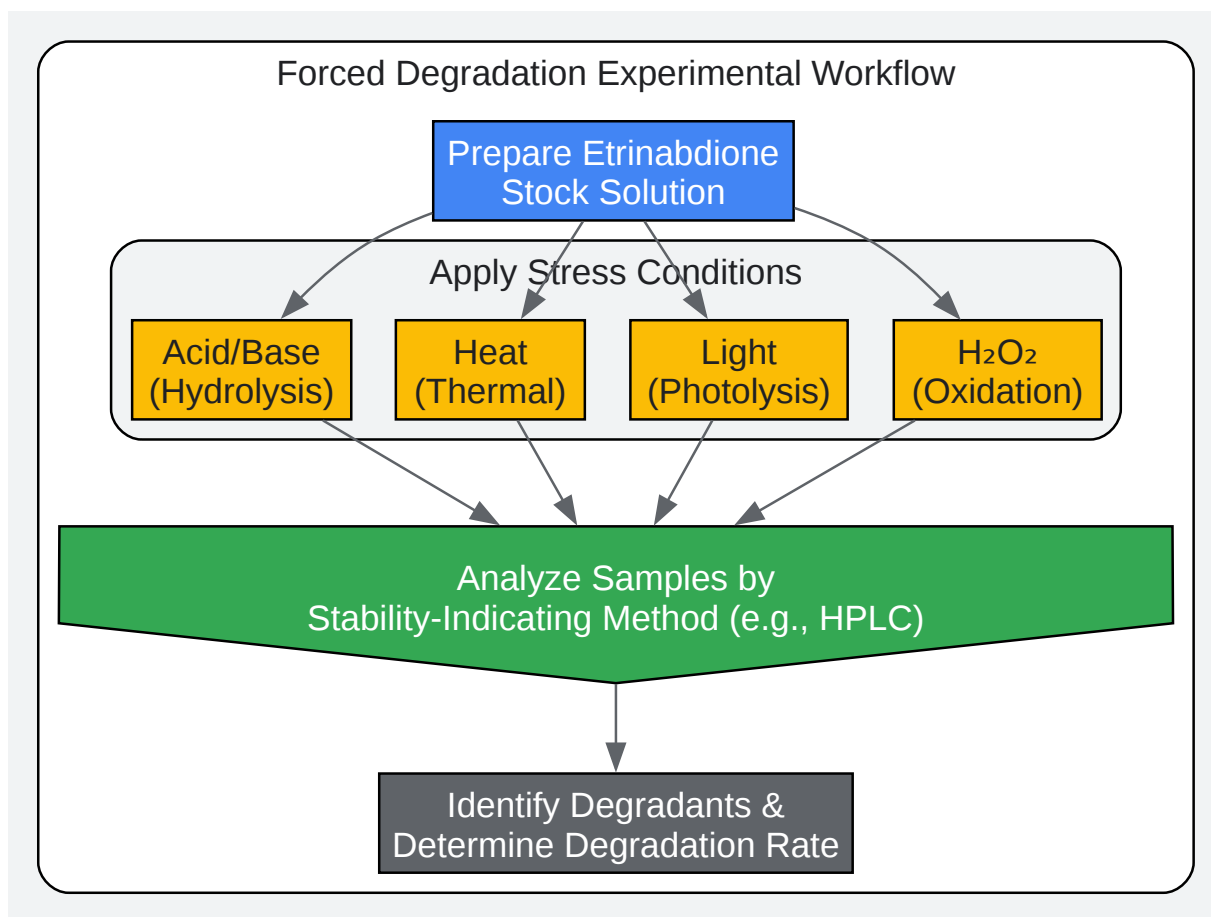 Forced Degradation Experimental Workflow
Prepare Etrinabdione
Stock Solution
Apply Stress Conditions
Acid/Base
(Hydrolysis)
Heat
(Thermal)
Light
(Photolysis)
H₂O₂
(Oxidation)
Analyze Samples by
Stability-Indicating Method (e.g., HPLC)
Identify Degradants &
Determine Degradation Rate